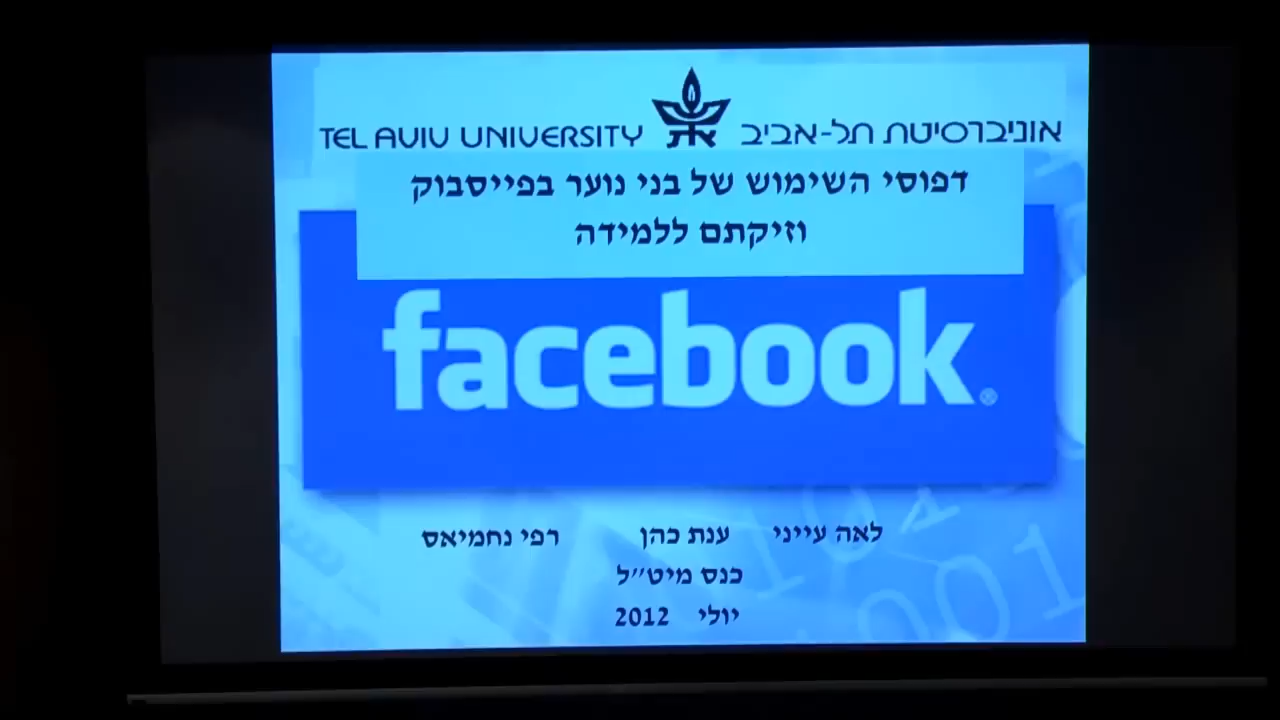 TEL AVIV UNIVERSITY את אוניברסיטת תל-אביב
דפוסי השימוש של בני נוער בפייסבוק
וזיקתם ללמידה
facebook®
לאה עייני ענת כהן רפי נחמיאס
כנס מיט״ל
יולי 2012